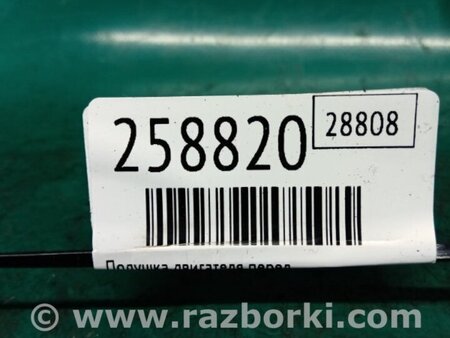 258820
28808
Подушка двигателя перед
© www.razborki.com